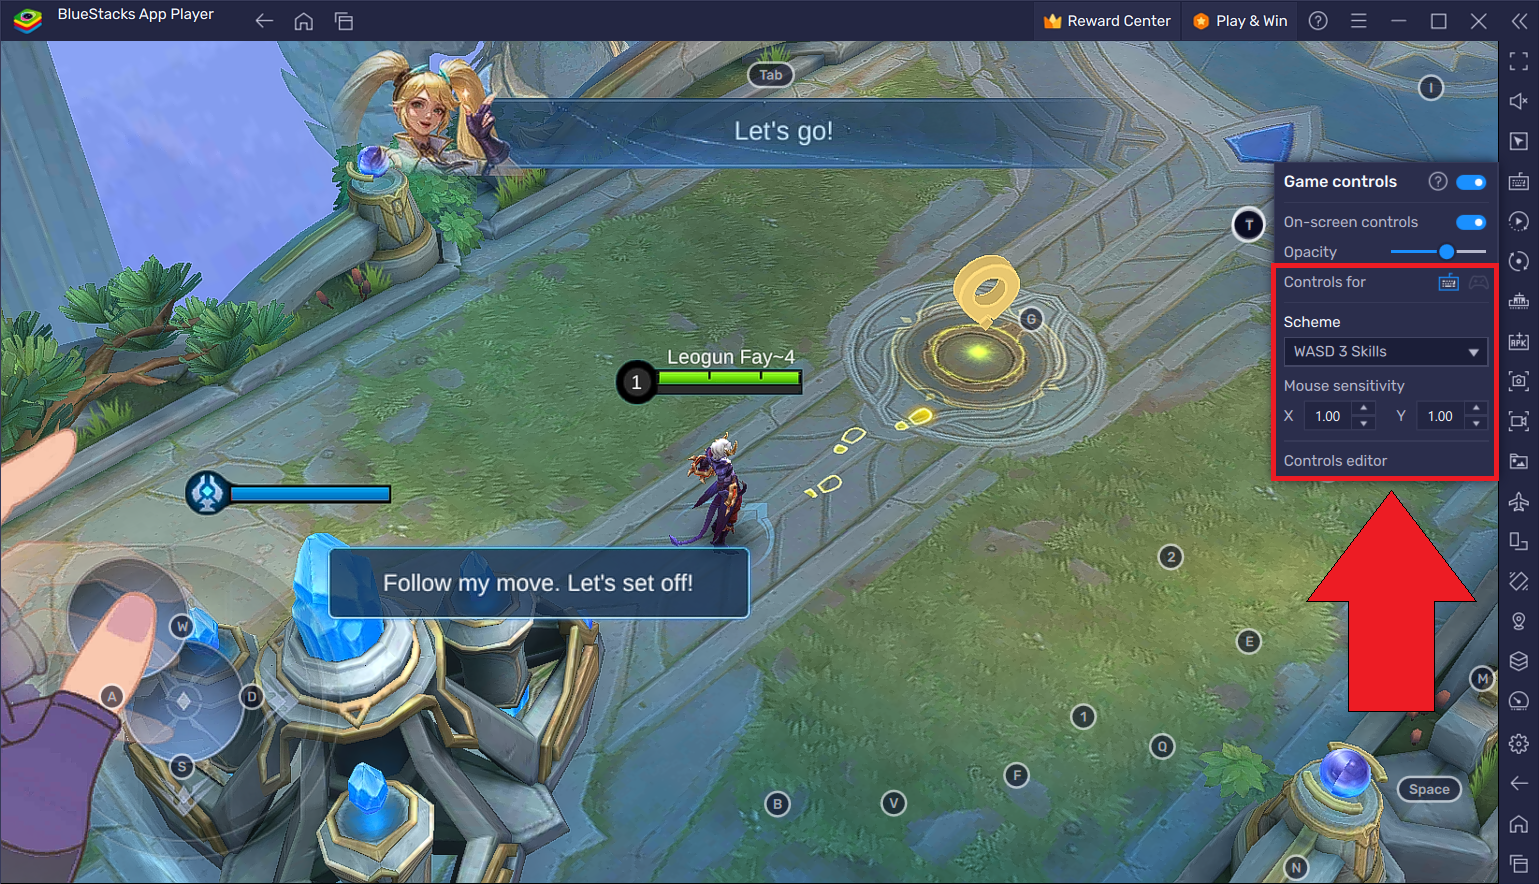 BlueStacks App Player
Reward Center
Play & Win
Tab
I
Let's go!
Game controls
On-screen controls
T
Opacity
Controls for
G
Scheme
Leogun Fay~4
WASD 3 Skills
1
Mouse sensitivity
X 1.00 Y 1.00
Controls editor
2
Follow my move. Let's set off!
W
E
M
A
D
1
Q
S
F
Space
B
V
N